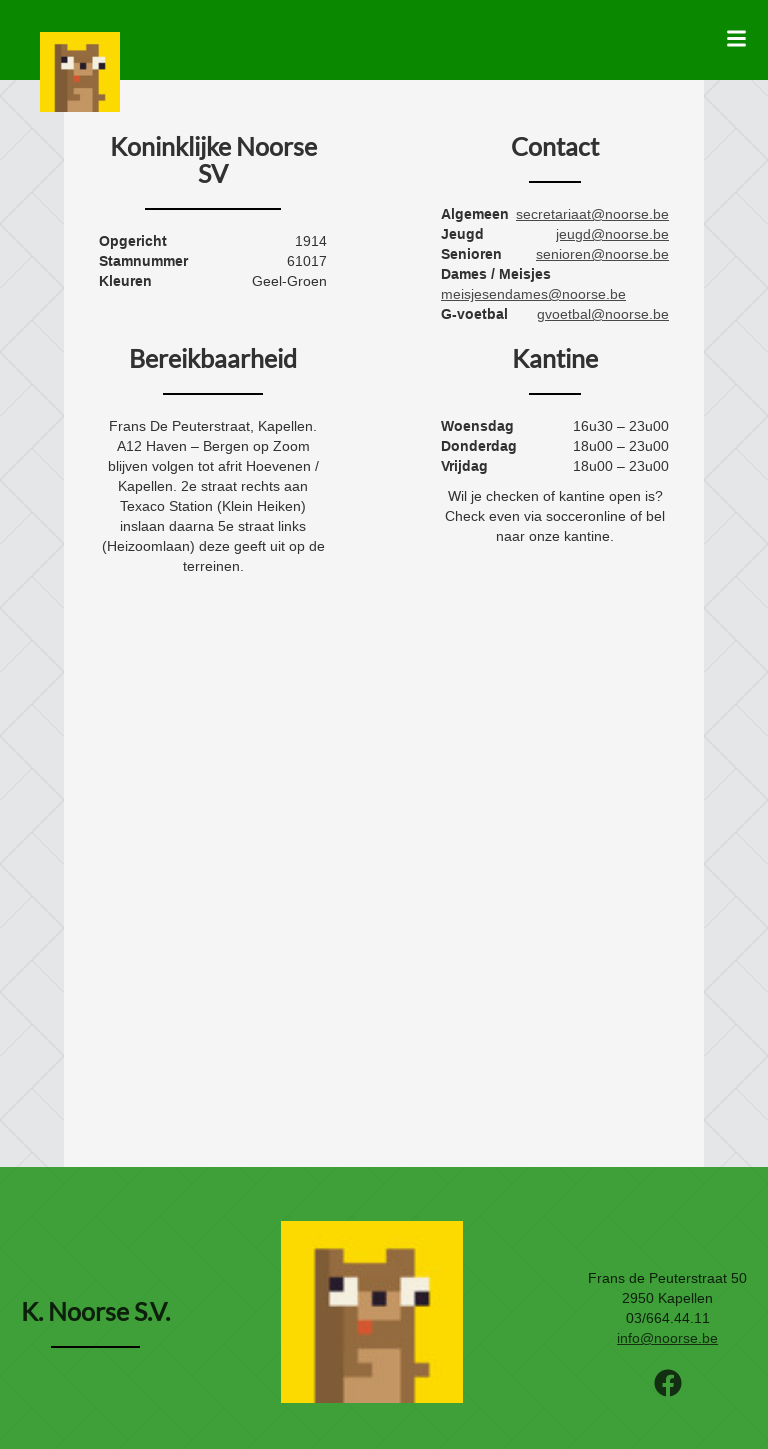 Koninklijke Noorse
SV
Opgericht 1914
Stamnummer 61017
Kleuren Geel-Groen
Contact
Algemeen secretariaat@noorse.be
Jeugd jeugd@noorse.be
Senioren senioren@noorse.be
Dames / Meisjes
meisjesendames@noorse.be
G-voetbal gvoetbal@noorse.be
Bereikbaarheid
Frans De Peuterstraat, Kapellen.
A12 Haven – Bergen op Zoom
blijven volgen tot afrit Hoevenen /
Kapellen. 2e straat rechts aan
Texaco Station (Klein Heiken)
inslaan daarna 5e straat links
(Heizoomlaan) deze geeft uit op de
terreinen.
Kantine
Woensdag 16u30 – 23u00
Donderdag 18u00 – 23u00
Vrijdag 18u00 – 23u00
Wil je checken of kantine open is?
Check even via socceronline of bel
naar onze kantine.
K. Noorse S.V.
Frans de Peuterstraat 50
2950 Kapellen
03/664.44.11
info@noorse.be